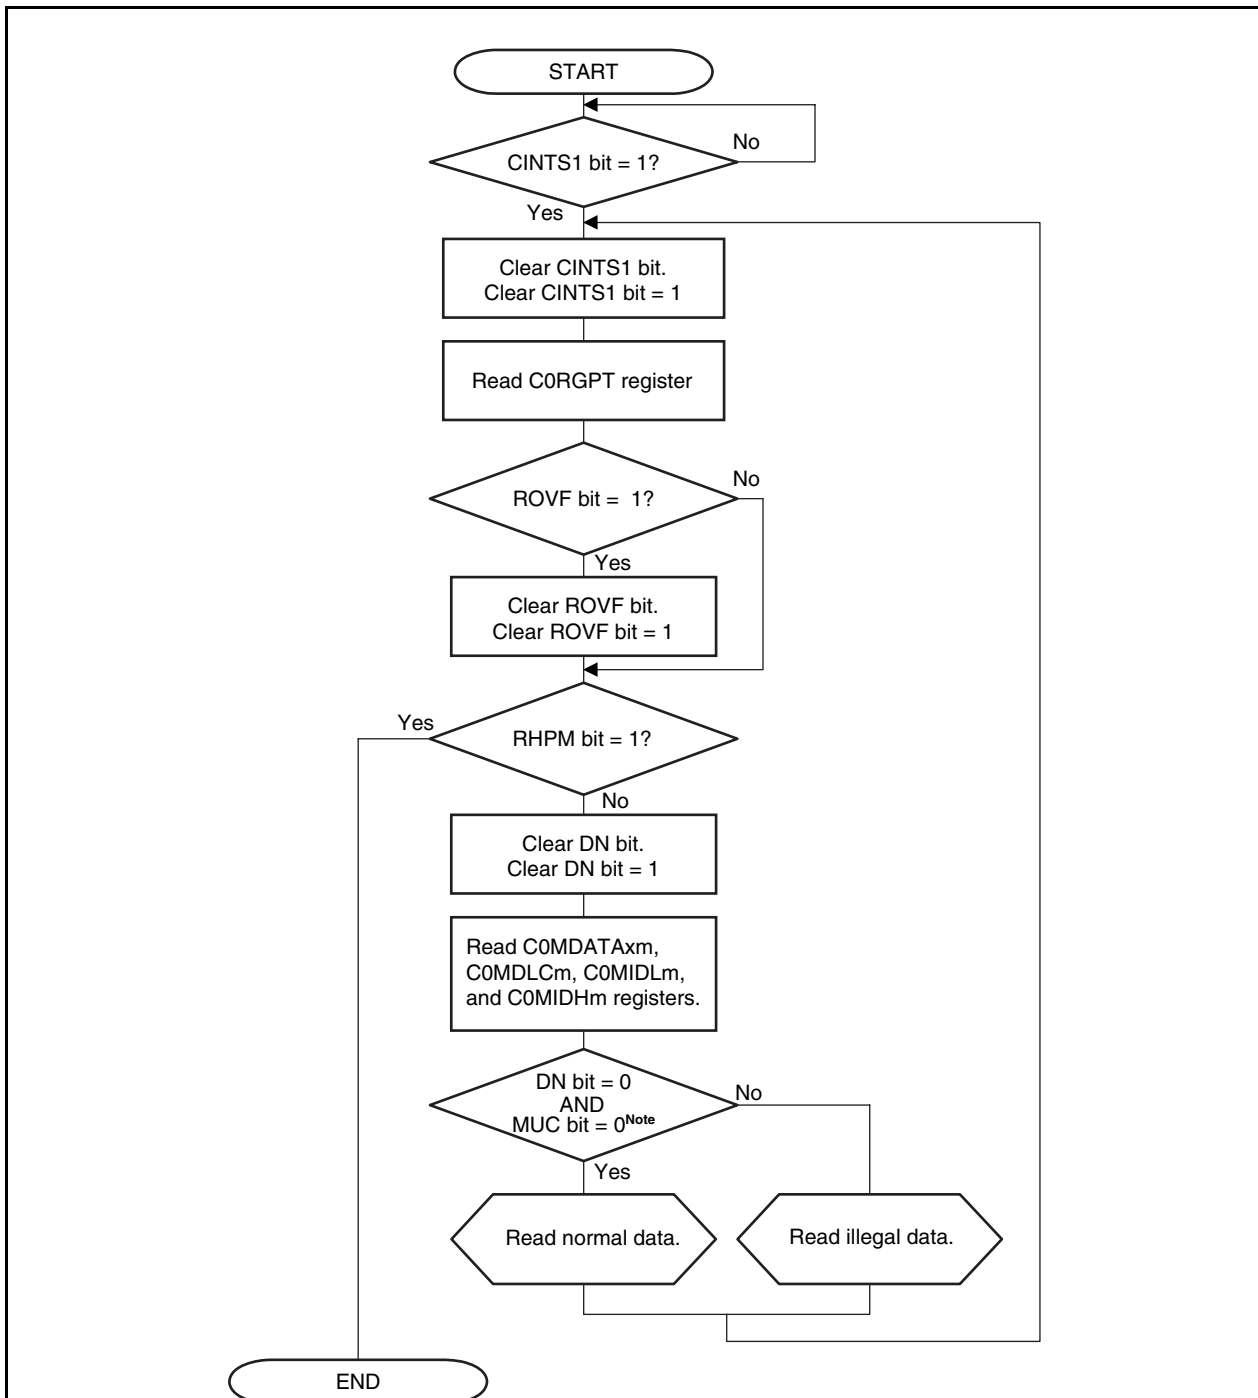 START
No
CINTS1 bit = 1?
Yes
Clear CINTS1 bit.
Clear CINTS1 bit = 1
Read C0RGPT register
No
ROVF bit =  1?
Yes
Clear ROVF bit.
Clear ROVF bit = 1
Yes
RHPM bit = 1?
No
Clear DN bit.
Clear DN bit = 1
Read C0MDATAxm,
C0MDLCm, C0MIDLm,
and C0MIDHm registers.
DN bit = 0
No
AND
MUC bit = 0Note
Yes
Read normal data.
Read illegal data.
END